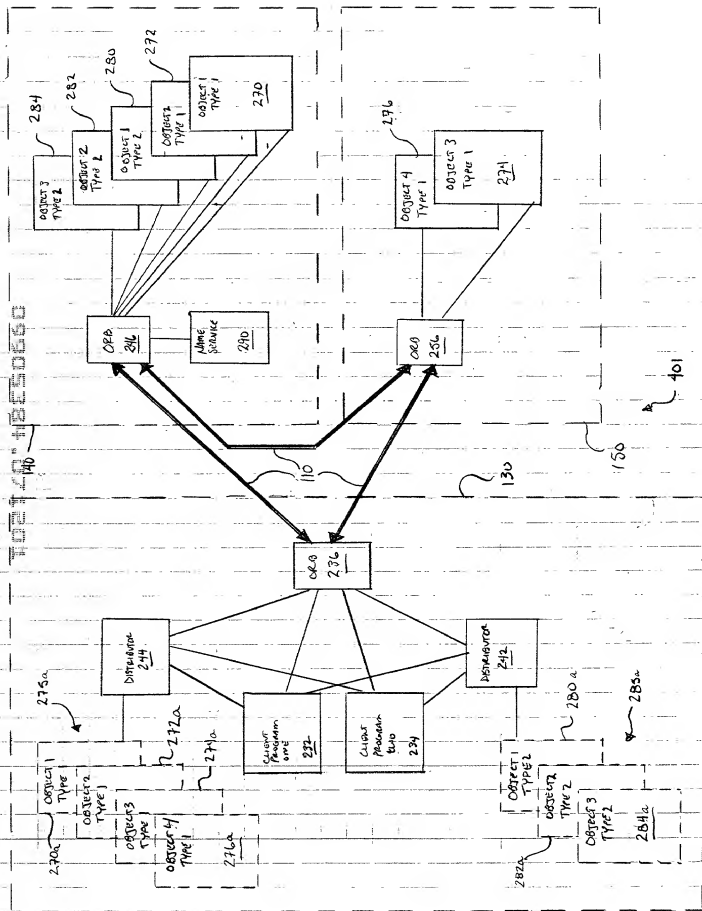 284
OBJECT 3
TYPE 2
282
OBJECT 2
TYPE 2
280
OBJECT 1
TYPE 2
272
OBJECT 2
TYPE 1
OBJECT 1
TYPE 1
270
ORB
246
NAME
SERVICE
290
140
276
OBJECT 4
TYPE 1
OBJECT 3
TYPE 1
274
ORB
256
150
401
110
110
130
ORB
236
DISTRIBUTOR
244
DISTRIBUTOR
242
CLIENT
PROGRAM
ONE
232
CLIENT
PROGRAM
TWO
234
275a
OBJECT 1
TYPE 1
270a
272a
OBJECT 2
TYPE 1
274a
OBJECT 3
TYPE 1
OBJECT 4
TYPE 1
276a
280a
OBJECT 1
TYPE 2
285a
OBJECT 2
TYPE 2
282a
OBJECT 3
TYPE 2
284a